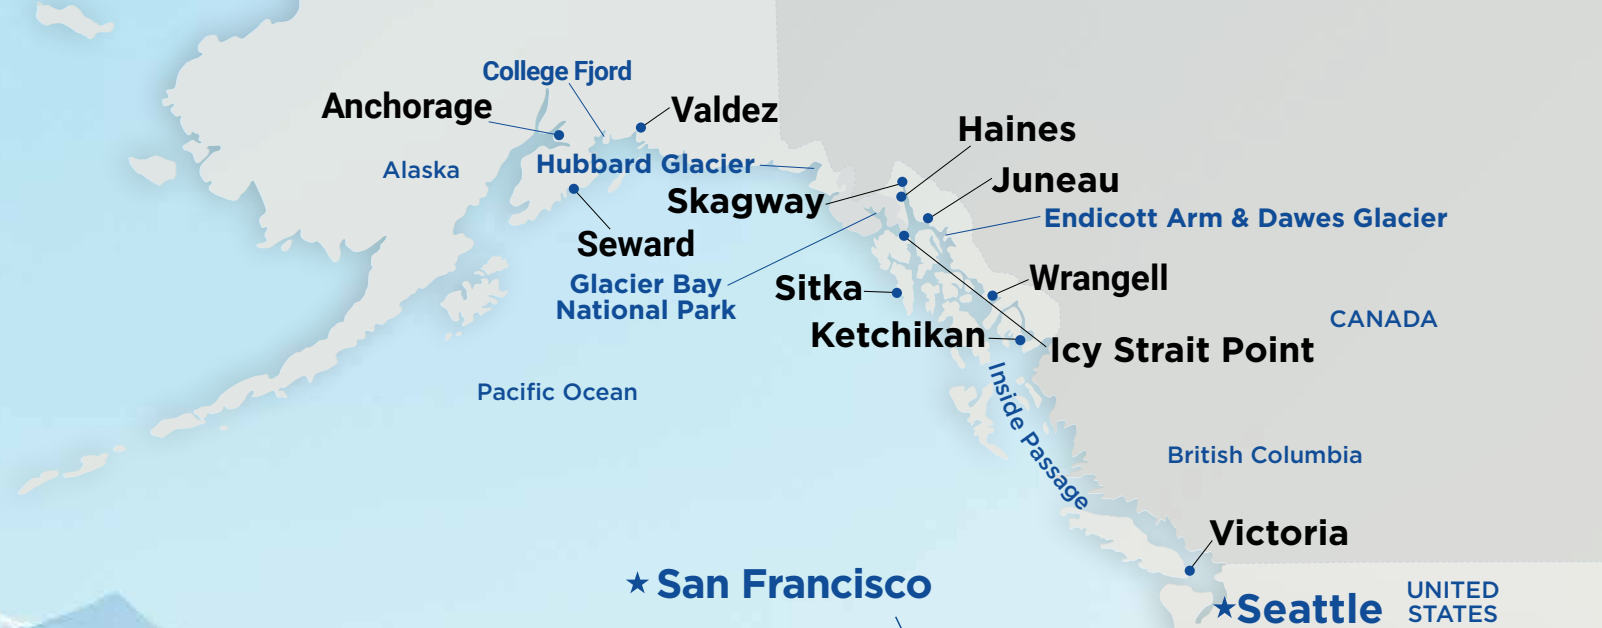 College Fjord
Anchorage
Valdez
Haines
Alaska
Hubbard Glacier
Juneau
Skagway
Endicott Arm & Dawes Glacier
Seward
Glacier Bay
National Park
Sitka
Wrangell
CANADA
Ketchikan
Icy Strait Point
Pacific Ocean
Inside Passage
British Columbia
Victoria
San Francisco
Seattle
UNITED
STATES